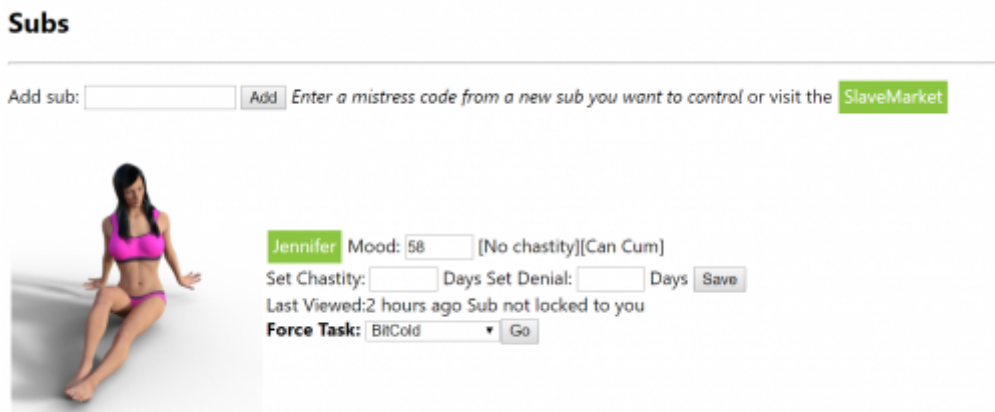 Subs
Add sub: Add Enter a mistress code from a new sub you want to control or visit the SlaveMarket
Jennifer Mood: 58 [No chastity][Can Cum]
Set Chastity: Days Set Denial: Days Save
Last Viewed:2 hours ago Sub not locked to you
Force Task: BitCold Go